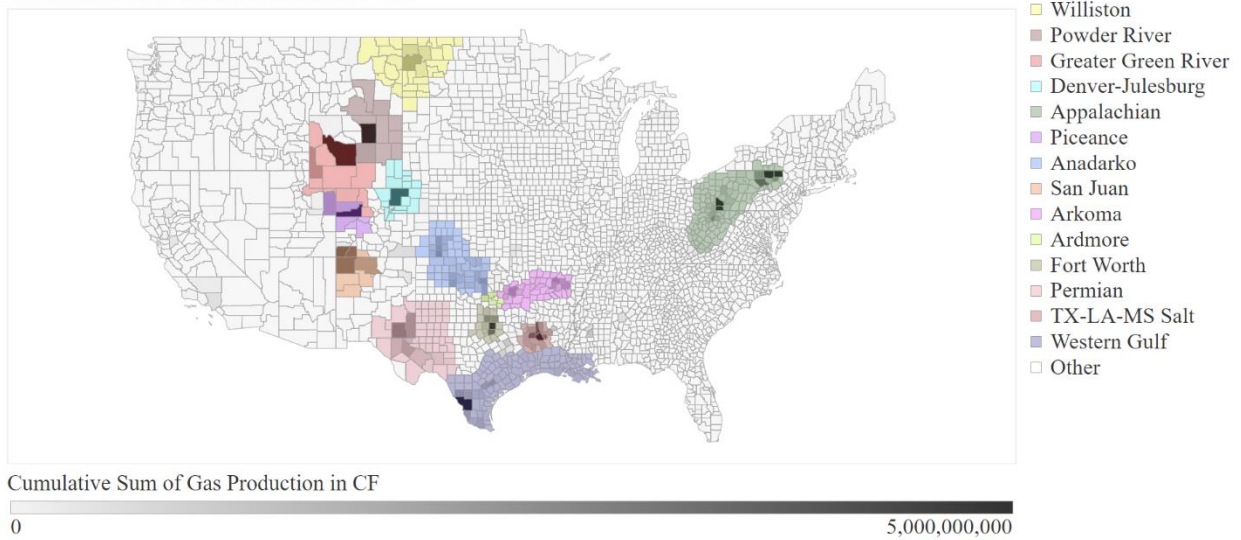 Williston
Powder River
Greater Green River
Denver-Julesburg
Appalachian
Piceance
Anadarko
San Juan
Arkoma
Ardmore
Fort Worth
Permian
TX-LA-MS Salt
Western Gulf
Other
Cumulative Sum of Gas Production in CF
0 5,000,000,000